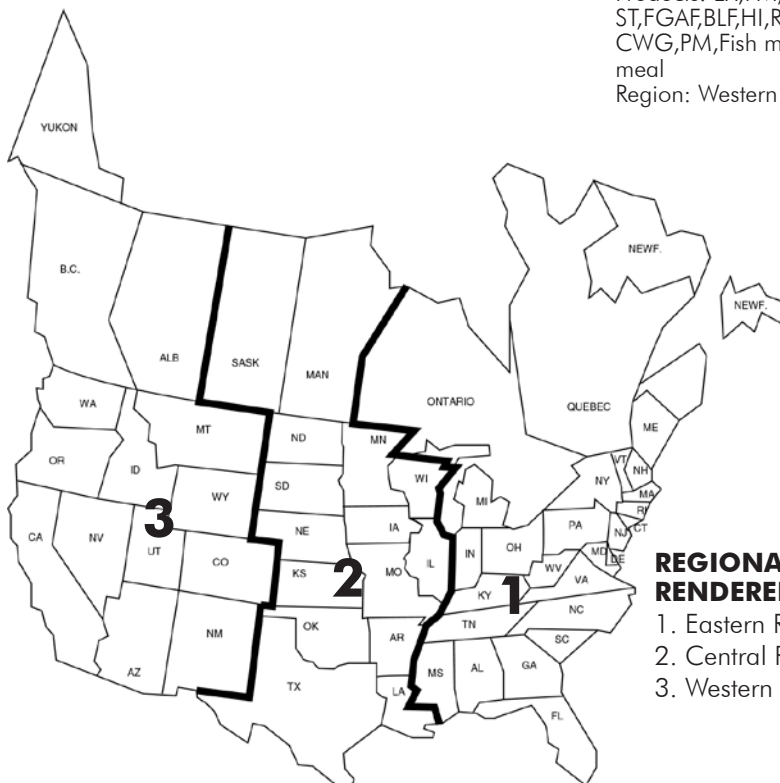 ST,FGAF,BLF,HI,R
CWG,PM,Fish m
meal
Region: Western
YUKON
NEWF.
B.C.
NEWF.
ALB
SASK
MAN
ONTARIO
QUEBEC
WA
MT
ND
MN
ME
VT
NH
OR
ID
SD
WI
MI
NY
MA
WY
RI
CT
3
CA
NV
UT
NE
IA
PA
NJ
CO
KS
2
MO
IL
IN
OH
MD
DE
WV
VA
KY
1
REGIONA
RENDERE
NC
TN
1. Eastern R
OK
AR
SC
2. Central
NM
AZ
MS
AL
GA
3. Western
TX
LA
FL